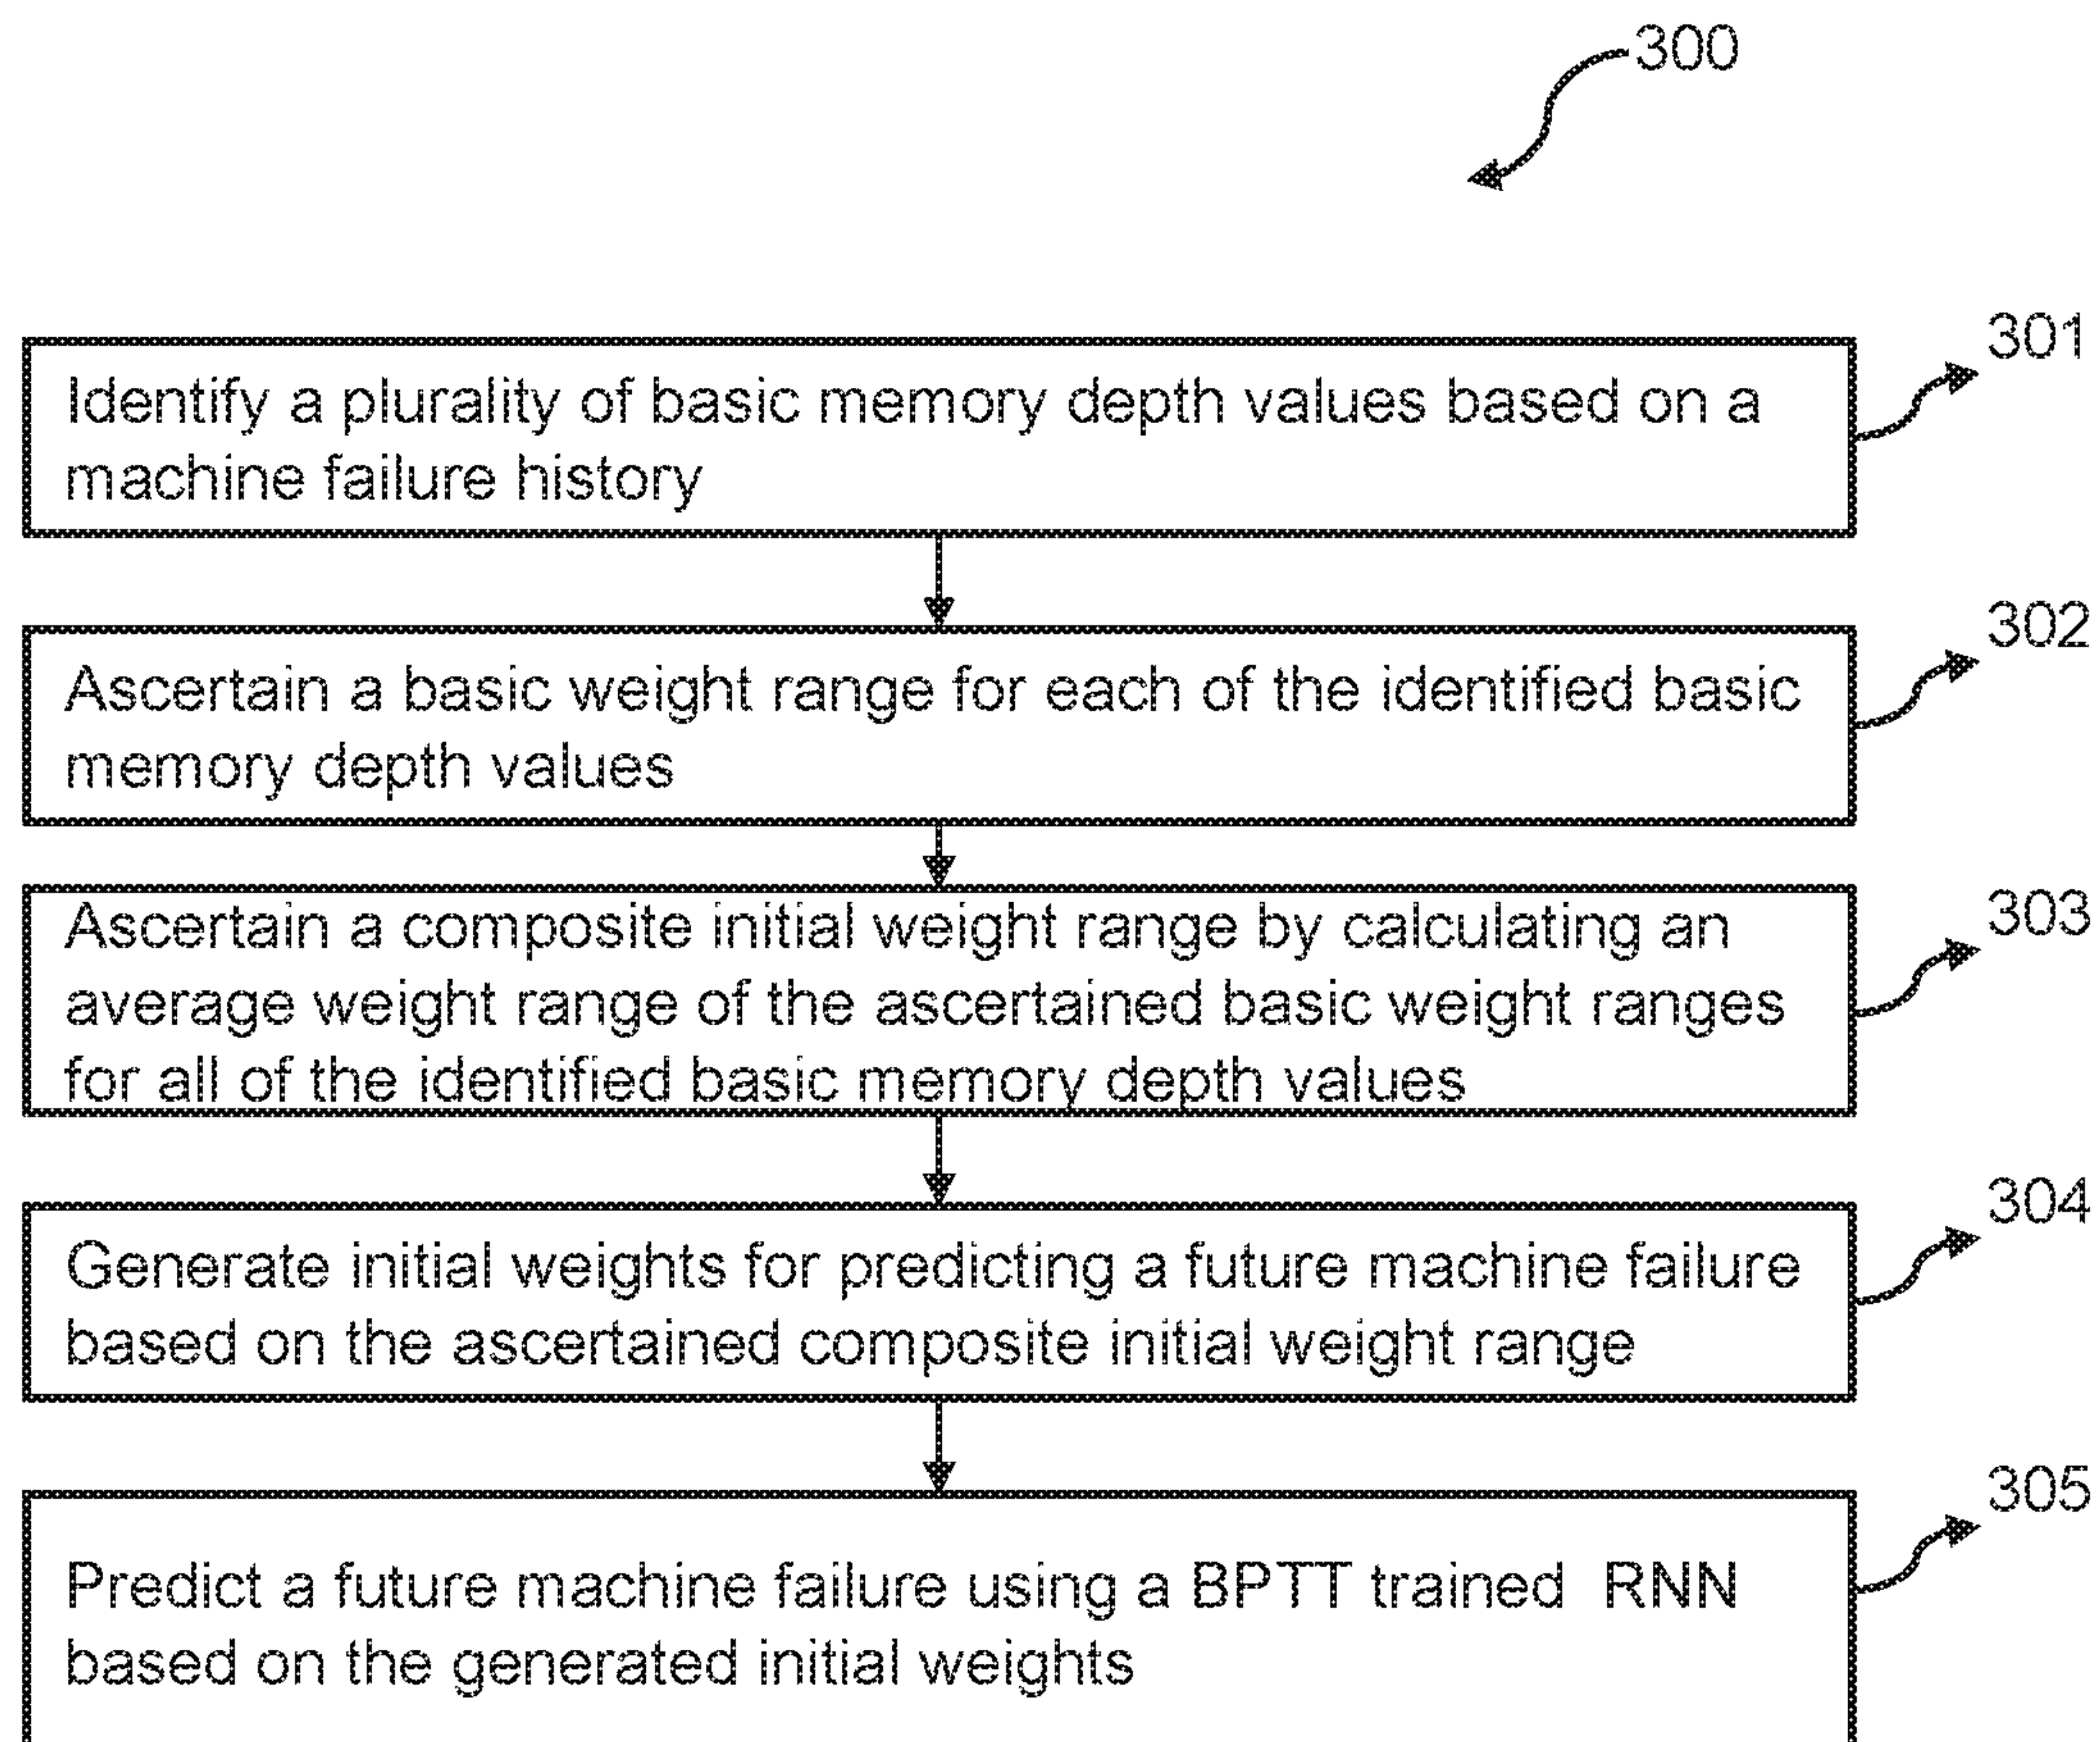 300
301
Identify a plurality of basic memory depth values based on a
machine failure history
302
Ascertain a basic weight range for each of the identified basic
memory depth values
303
Ascertain a composite initial weight range by calculating an
average weight range of the ascertained basic weight ranges
for all of the identified basic memory depth values
304
Generate initial weights for predicting a future machine failure
based on the ascertained composite initial weight range
305
Predict a future machine failure using a BPTT trained RNN
based on the generated initial weights